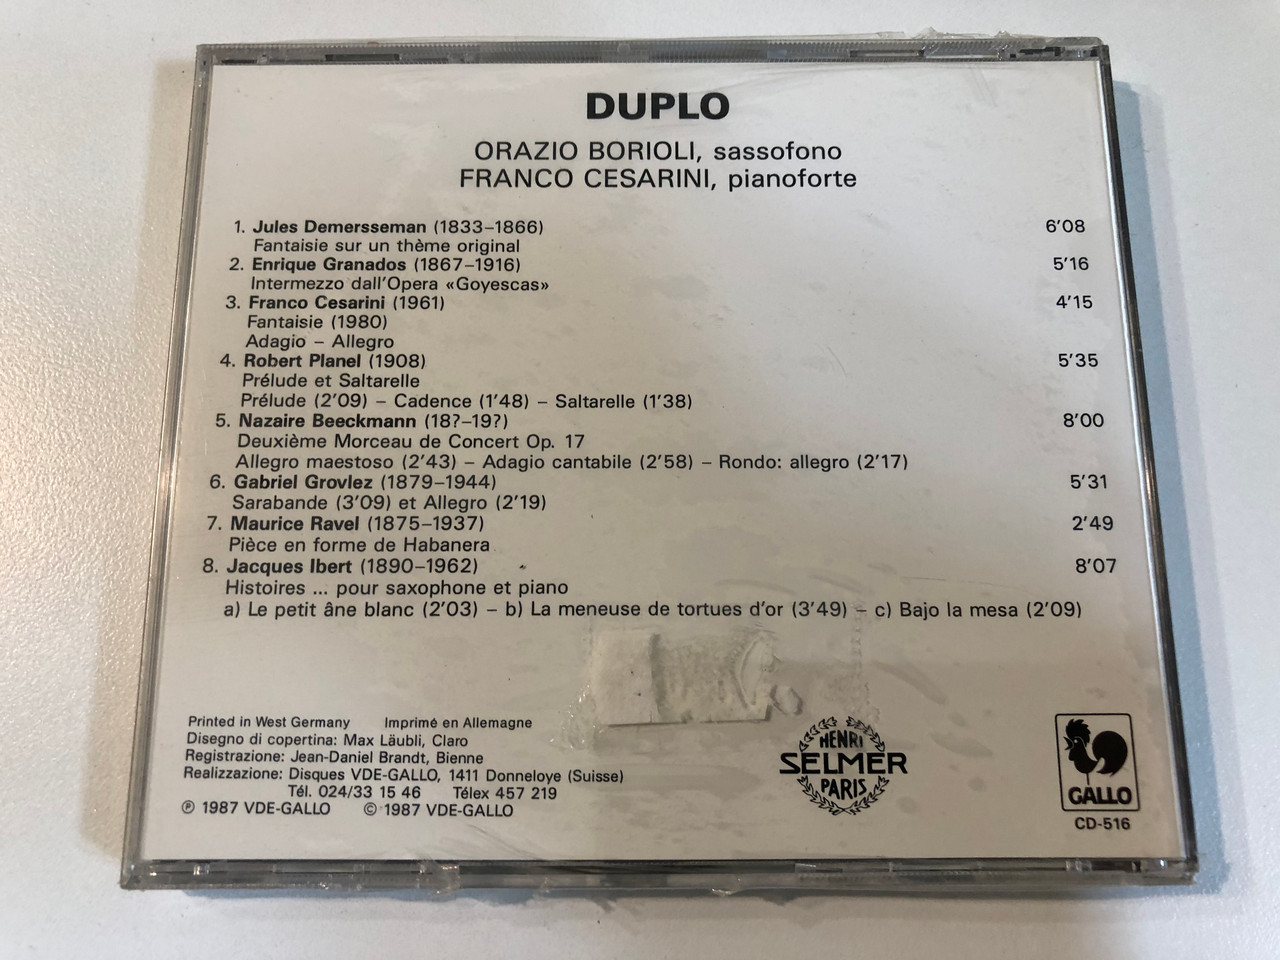 DUPLO
ORAZIO BORIOLI, sassofono
FRANCO CESARINI, pianoforte
1. Jules Demersseman (1833–1866) 6'08
Fantaisie sur un thème original
2. Enrique Granados (1867–1916) 5'16
Intermezzo dall'Opera «Goyescas»
3. Franco Cesarini (1961) 4'15
Fantaisie (1980)
Adagio – Allegro
4. Robert Planel (1908) 5'35
Prélude et Saltarelle
Prélude (2'09) – Cadence (1'48) – Saltarelle (1'38)
5. Nazaire Beeckmann (18?–19?) 8'00
Deuxième Morceau de Concert Op. 17
Allegro maestoso (2'43) – Adagio cantabile (2'58) – Rondo: allegro (2'17)
6. Gabriel Grovlez (1879–1944) 5'31
Sarabande (3'09) et Allegro (2'19)
7. Maurice Ravel (1875–1937) 2'49
Pièce en forme de Habanera
8. Jacques Ibert (1890–1962) 8'07
Histoires ... pour saxophone et piano
a) Le petit âne blanc (2'03) – b) La meneuse de tortues d'or (3'49) – c) Bajo la mesa (2'09)
Printed in West Germany Imprimé en Allemagne
Disegno di copertina: Max Läubli, Claro
Registrazione: Jean-Daniel Brandt, Bienne
Realizzazione: Disques VDE-GALLO, 1411 Donneloye (Suisse)
Tél. 024/33 15 46 Télex 457 219
℗ 1987 VDE-GALLO © 1987 VDE-GALLO
HENRI
SELMER
PARIS
GALLO
CD-516